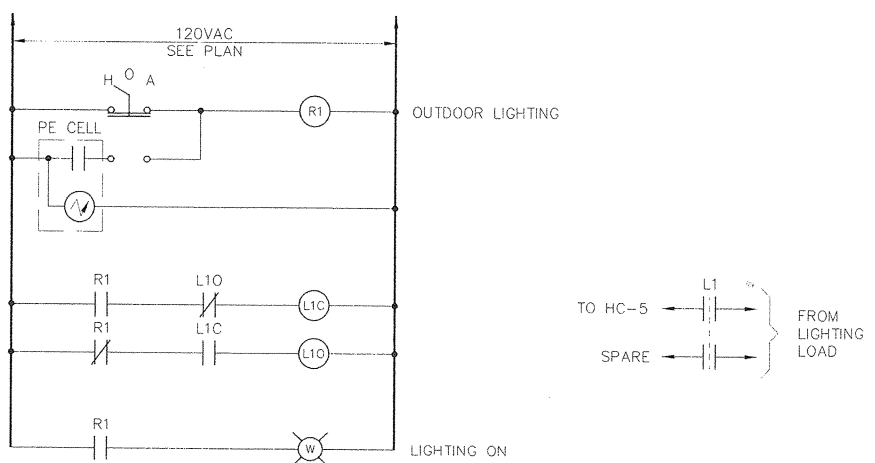 120VAC
SEE PLAN
H O A
R1
OUTDOOR LIGHTING
PE CELL
R1 L1O
L1C
R1 L1C
L1O
R1
W
LIGHTING ON
L1
TO HC-5
SPARE
FROM
LIGHTING
LOAD